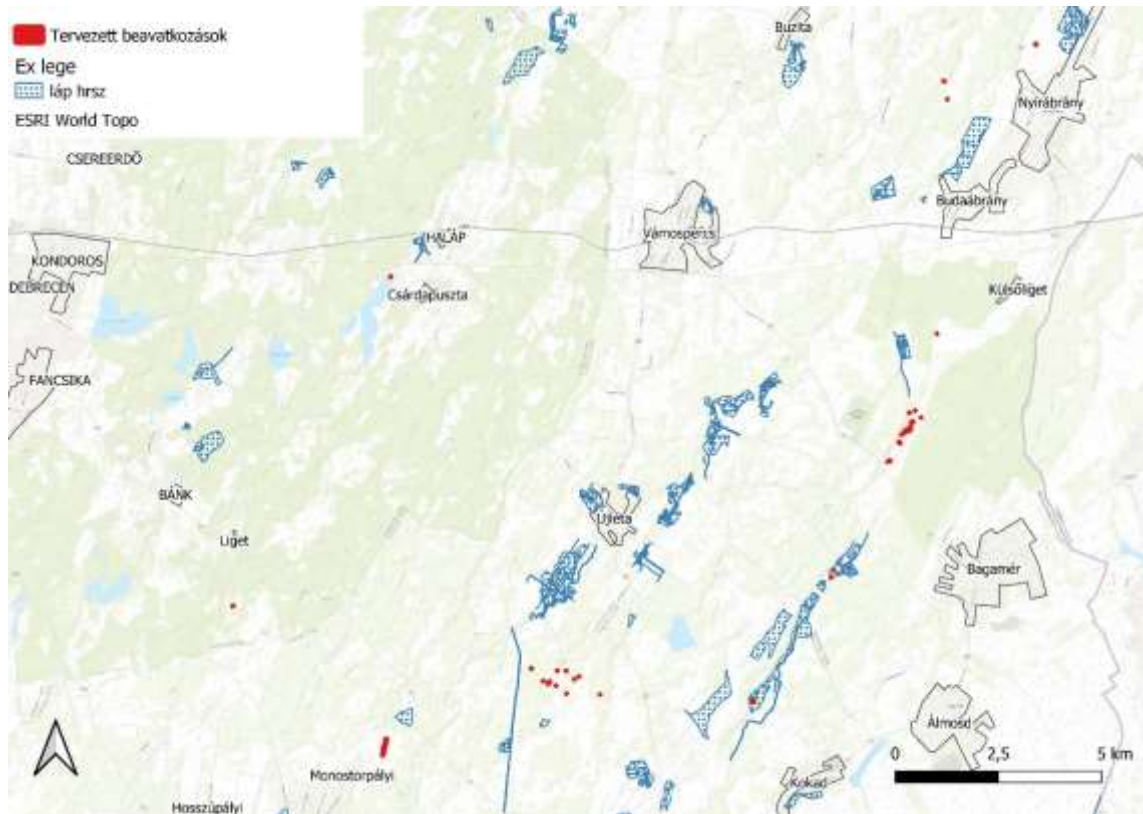 Tervezett beavatkozások
Ex lege
láp hrsz
ESRI World Topo
Buzita
Nyírábrány
CSEREERDŐ
Budaábrány
HALÁP
Vámospércs
KONDOROS
DEBRECEN
Csárdapuszta
Külsőliget
FANCSIKA
BÁNK
Újléta
Liget
Bagamér
Álmosd
0 2,5 5 km
Monostorpályi
Kokad
Hosszúpályi